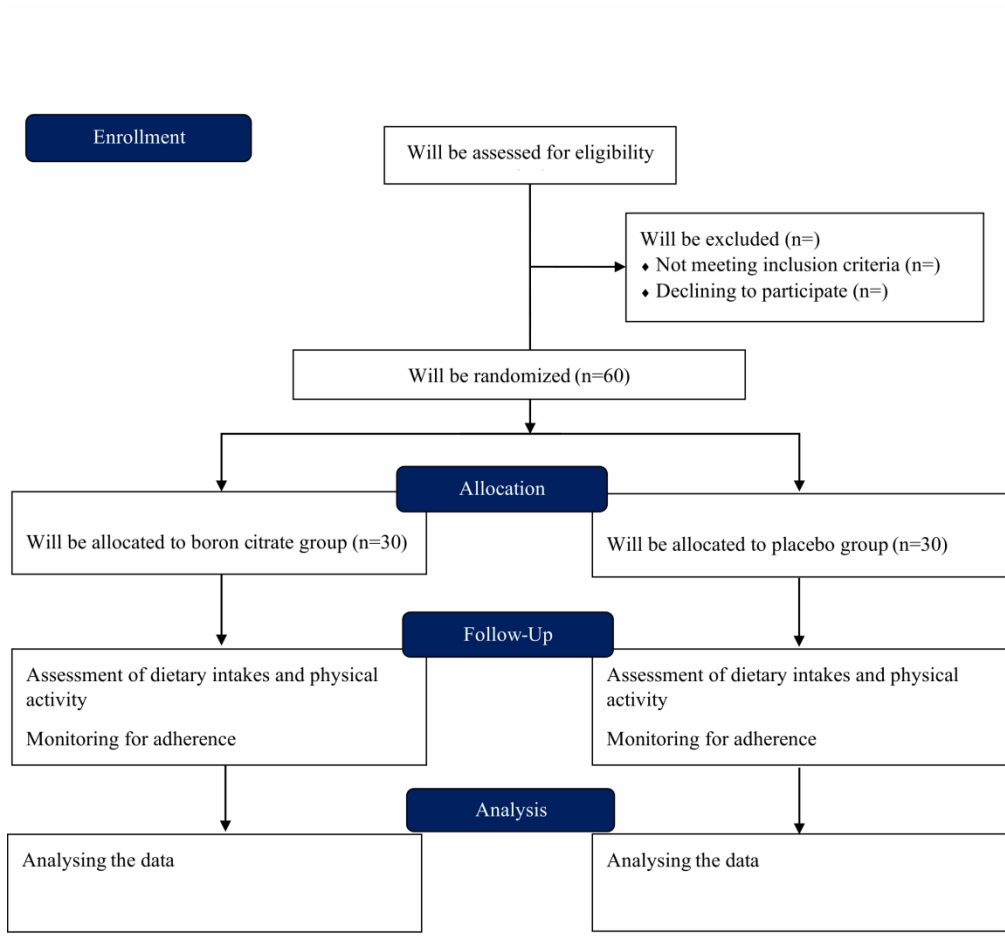 Enrollment
Will be assessed for eligibility
Will be excluded (n=)
♦ Not meeting inclusion criteria (n=)
♦ Declining to participate (n=)
Will be randomized (n=60)
Allocation
Will be allocated to boron citrate group (n=30)
Will be allocated to placebo group (n=30)
Follow-Up
Assessment of dietary intakes and physical
activity
Monitoring for adherence
Assessment of dietary intakes and physical
activity
Monitoring for adherence
Analysis
Analysing the data
Analysing the data